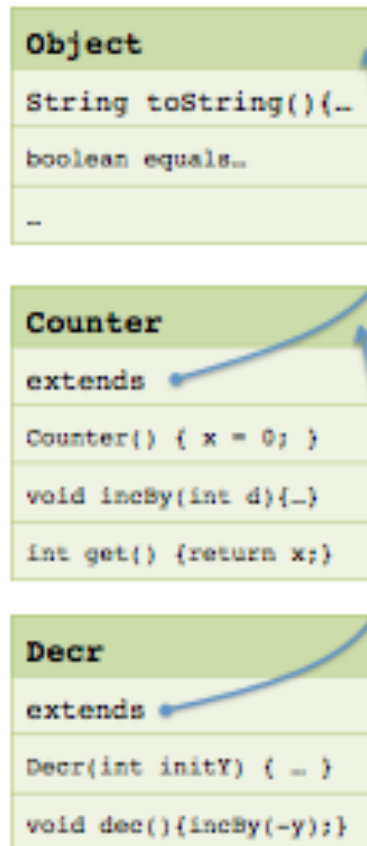 Object
String toString(){…
boolean equals…
…
Counter
extends
Counter() { x = 0; }
void incBy(int d){…}
int get() {return x;}
Decr
extends
Decr(int initY) { … }
void dec(){incBy(-y);}